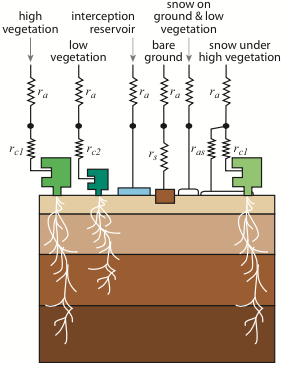 high
vegetation
low
vegetation
interception
reservoir
bare
ground
snow on
ground & low
vegetation
snow under
high vegetation
ra
ra
ra
ra
ra
ra
rc1
rc2
rs
ras
rc1